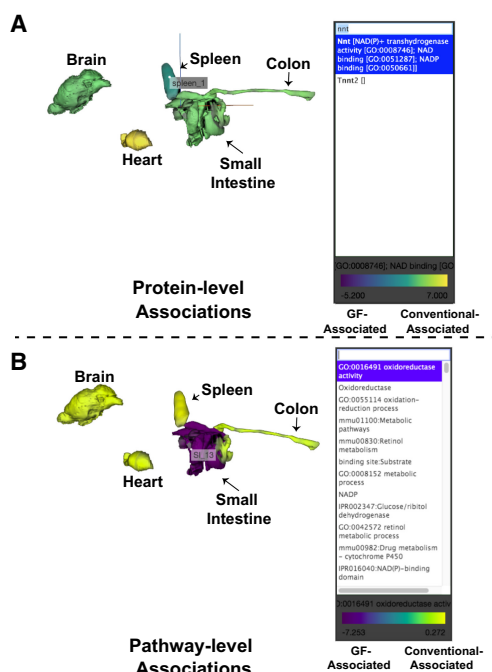 A
Brain
Spleen
spleen_1
Colon
Heart
Small
Intestine
Protein-level
Associations
nnt
Nnt [NAD(P)+ transhydrogenase
activity [GO:0008746]; NAD
binding [GO:0051287]; NADP
binding [GO:0050661]]
Tnnt2 []
GO:0008746]; NAD binding [GO
-5.200 7.000
GF-
Associated
Conventional-
Associated
B
Brain
Spleen
Colon
SI_13
Heart
Small
Intestine
Pathway-level
Associations
GO:0016491 oxidoreductase
activity
Oxidoreductase
GO:0055114 oxidation-
reduction process
mmu01100:Metabolic
pathways
mmu00830:Retinol
metabolism
binding site:Substrate
GO:0008152 metabolic
process
NADP
IPR002347:Glucose/ribitol
dehydrogenase
GO:0042572 retinol
metabolic process
mmu00982:Drug metabolism
- cytochrome P450
IPR016040:NAD(P)-binding
domain
O:0016491 oxidoreductase activ
-7.253 0.272
GF-
Associated
Conventional-
Associated